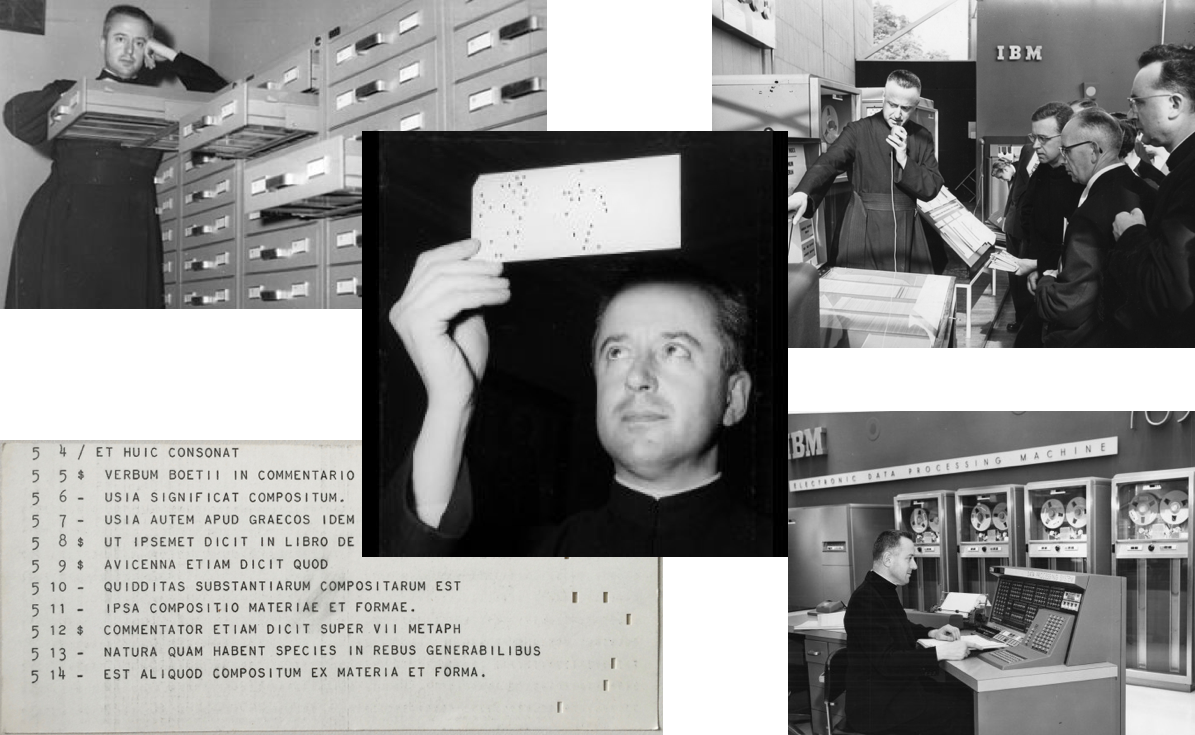 IBM
5 4 / ET HUIC CONSONAT
5 5 $ VERBUM BOETII IN COMMENTARIO
5 6 - USIA SIGNIFICAT COMPOSITUM.
5 7 - USIA AUTEM APUD GRAECOS IDEM
5 8 $ UT IPSEMET DICIT IN LIBRO DE
5 9 $ AVICENNA ETIAM DICIT QUOD
5 10 - QUIDDITAS SUBSTANTIARUM COMPOSITARUM EST
5 11 - IPSA COMPOSITIO MATERIAE ET FORMAE.
5 12 $ COMMENTATOR ETIAM DICIT SUPER VII METAPH
5 13 - NATURA QUAM HABENT SPECIES IN REBUS GENERABILIBUS
5 14 - EST ALIQUOD COMPOSITUM EX MATERIA ET FORMA.
IBM
ELECTRONIC DATA PROCESSING MACHINE